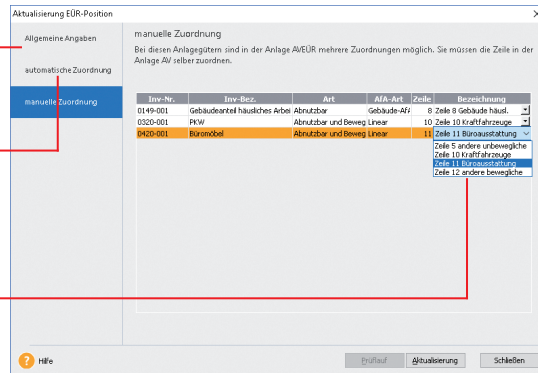 Aktualisierung EÜR-Position
Allgemeine Angaben
automatische Zuordnung
manuelle Zuordnung
manuelle Zuordnung
Bei diesen Anlagegütern sind in der Anlage AVEÜR mehrere Zuordnungen möglich. Sie müssen die Zeile in der
Anlage AV selber zuordnen.
Inv-Nr. Inv-Bez. Art AfA-Art Zeile Bezeichnung
0149-001 Gebäudeanteil häusliches Arbei Abnutzbar Gebäude-AfA 8 Zeile 8 Gebäude häusl.
0320-001 PKW Abnutzbar und Beweg Linear 10 Zeile 10 Kraftfahrzeuge
0420-001 Büromöbel Abnutzbar und Beweg Linear 11 Zeile 11 Büroausstattung
Zeile 5 andere unbewegliche
Zeile 10 Kraftfahrzeuge
Zeile 11 Büroausstattung
Zeile 12 andere bewegliche
? Hilfe Prüflauf Aktualisierung Schließen